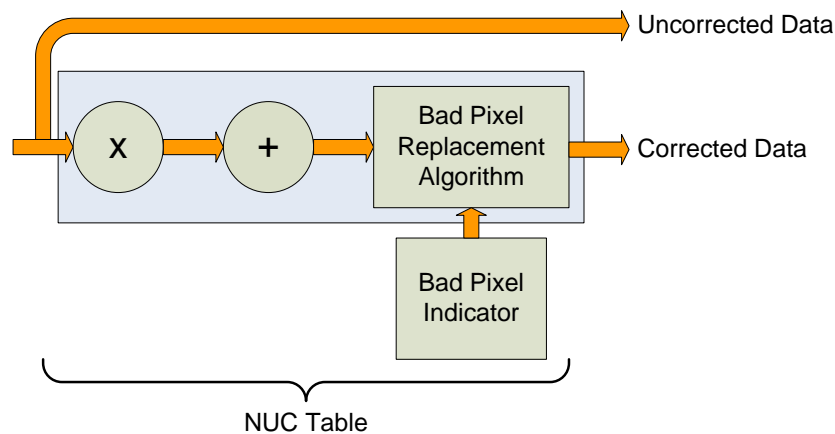 Uncorrected Data
X
+
Bad Pixel
Replacement
Algorithm
Corrected Data
Bad Pixel
Indicator
NUC Table